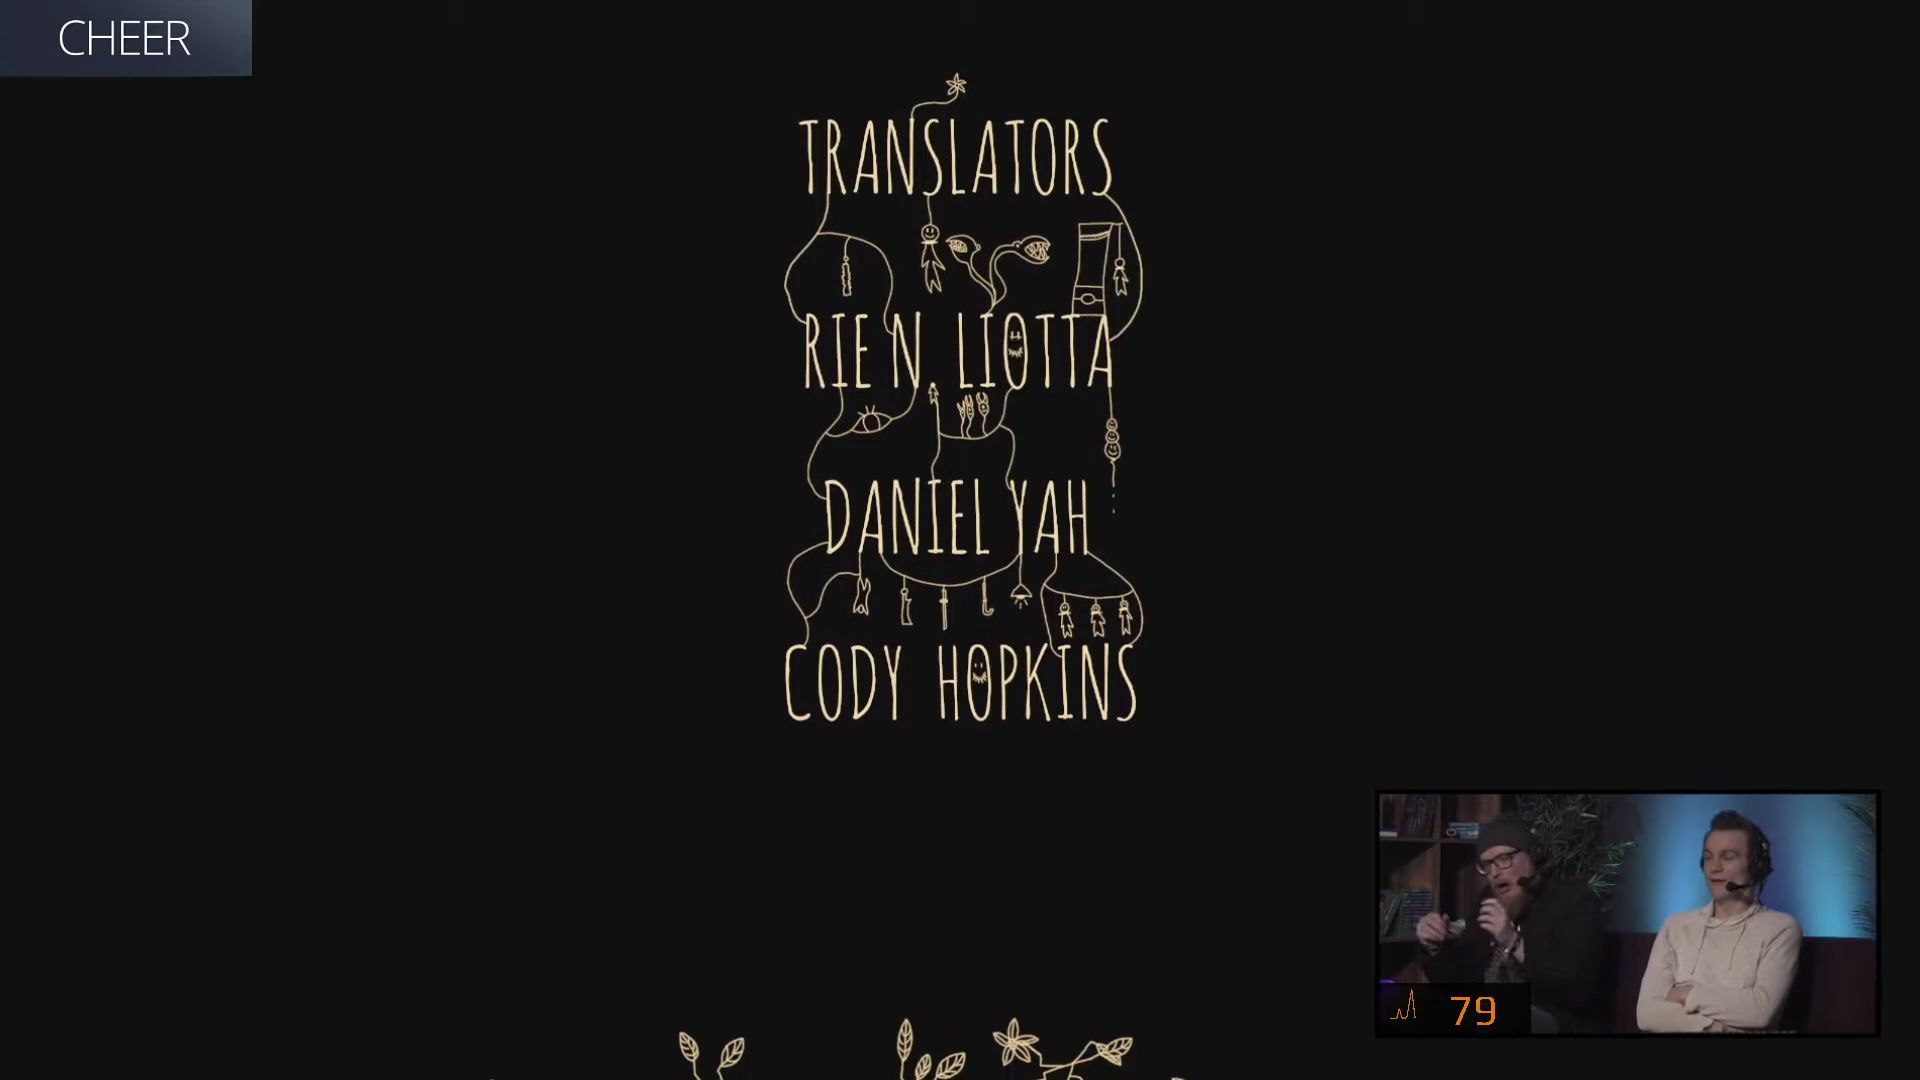 CHEER
TRANSLATORS
RIE N. LIOTTA
DANIEL YAH
CODY HOPKINS
79